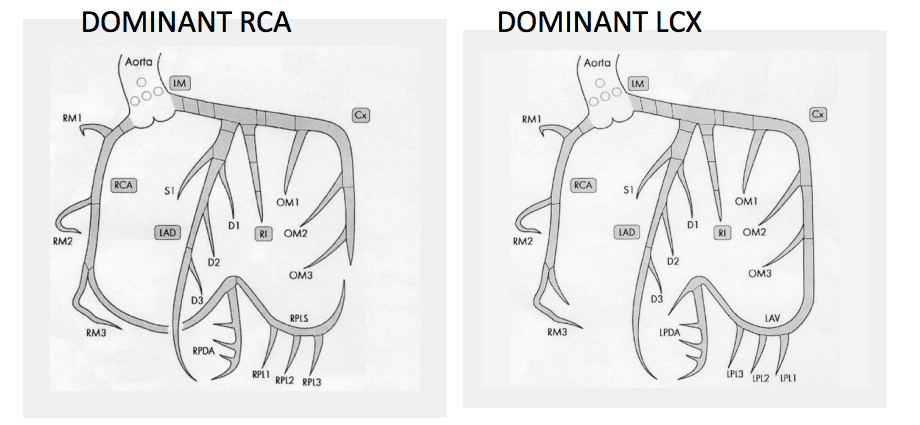 DOMINANT RCA
Aorta
LM
RM1
Cx
RCA
S1
OM1
D1
LAD
RI
OM2
RM2
D2
OM3
D3
RPLS
RM3
RPDA
RPL1
RPL2
RPL3
DOMINANT LCX
Aorta
LM
RM1
Cx
RCA
S1
OM1
D1
LAD
RI
OM2
RM2
D2
OM3
D3
LAV
RM3
LPDA
LPL3
LPL2
LPL1